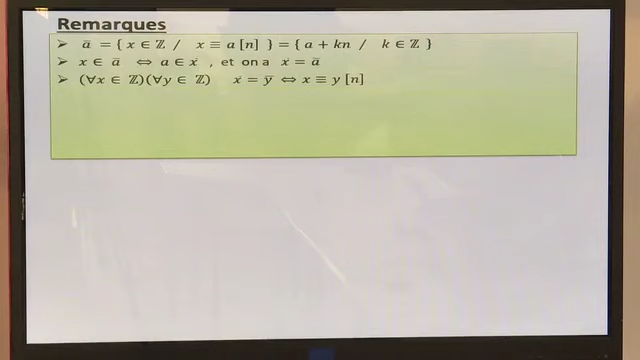 Remarques
➢ ā = { x ∈ ℤ / x ≡ a [n] } = { a + kn / k ∈ ℤ }
➢ x ∈ ā ⇔ a ∈ ẋ , et on a ẋ = ā
➢ (∀x ∈ ℤ)(∀y ∈ ℤ) ẋ = ȳ ⇔ x ≡ y [n]